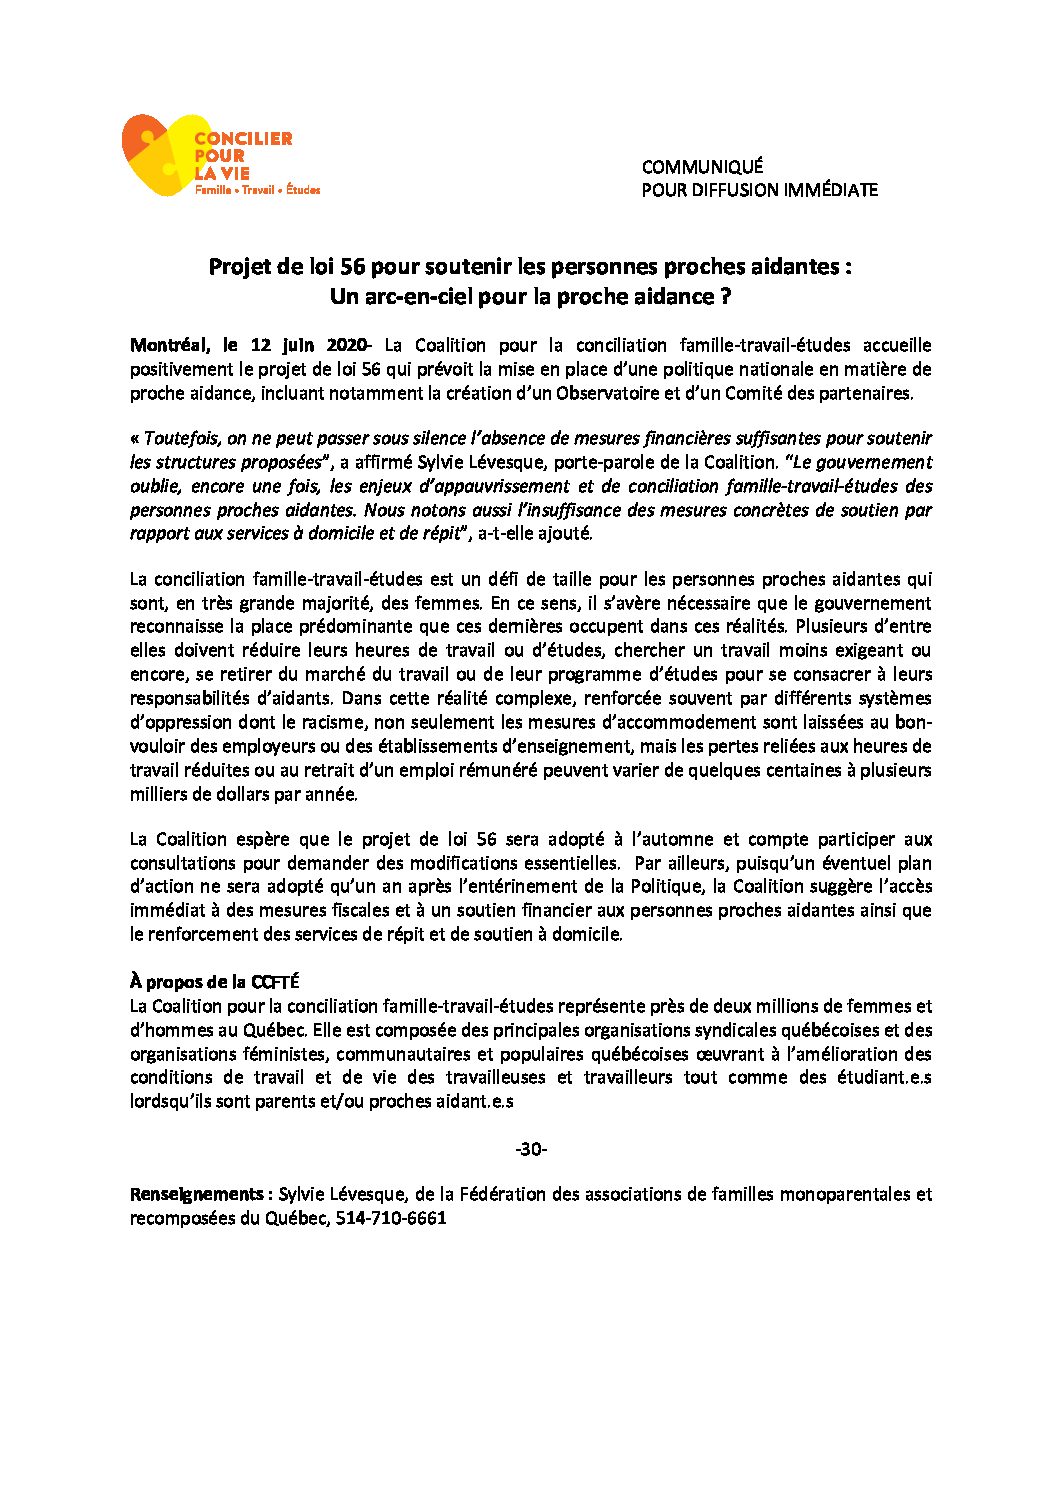 CONCILIER
POUR
LA VIE
Famille • Travail • Études
COMMUNIQUÉ
POUR DIFFUSION IMMÉDIATE
Projet de loi 56 pour soutenir les personnes proches aidantes :
Un arc-en-ciel pour la proche aidance ?
Montréal, le 12 juin 2020- La Coalition pour la conciliation famille-travail-études accueille
positivement le projet de loi 56 qui prévoit la mise en place d’une politique nationale en matière de
proche aidance, incluant notamment la création d’un Observatoire et d’un Comité des partenaires.
« Toutefois, on ne peut passer sous silence l’absence de mesures financières suffisantes pour soutenir
les structures proposées”, a affirmé Sylvie Lévesque, porte-parole de la Coalition. “Le gouvernement
oublie, encore une fois, les enjeux d’appauvrissement et de conciliation famille-travail-études des
personnes proches aidantes. Nous notons aussi l’insuffisance des mesures concrètes de soutien par
rapport aux services à domicile et de répit”, a-t-elle ajouté.
La conciliation famille-travail-études est un défi de taille pour les personnes proches aidantes qui
sont, en très grande majorité, des femmes. En ce sens, il s’avère nécessaire que le gouvernement
reconnaisse la place prédominante que ces dernières occupent dans ces réalités. Plusieurs d’entre
elles doivent réduire leurs heures de travail ou d’études, chercher un travail moins exigeant ou
encore, se retirer du marché du travail ou de leur programme d’études pour se consacrer à leurs
responsabilités d’aidants. Dans cette réalité complexe, renforcée souvent par différents systèmes
d’oppression dont le racisme, non seulement les mesures d’accommodement sont laissées au bon-
vouloir des employeurs ou des établissements d’enseignement, mais les pertes reliées aux heures de
travail réduites ou au retrait d’un emploi rémunéré peuvent varier de quelques centaines à plusieurs
milliers de dollars par année.
La Coalition espère que le projet de loi 56 sera adopté à l’automne et compte participer aux
consultations pour demander des modifications essentielles.  Par ailleurs, puisqu’un éventuel plan
d’action ne sera adopté qu’un an après l’entérinement de la Politique, la Coalition suggère l’accès
immédiat à des mesures fiscales et à un soutien financier aux personnes proches aidantes ainsi que
le renforcement des services de répit et de soutien à domicile.
À propos de la CCFTÉ
La Coalition pour la conciliation famille-travail-études représente près de deux millions de femmes et
d’hommes au Québec. Elle est composée des principales organisations syndicales québécoises et des
organisations féministes, communautaires et populaires québécoises œuvrant à l’amélioration des
conditions de travail et de vie des travailleuses et travailleurs tout comme des étudiant.e.s
lordsqu’ils sont parents et/ou proches aidant.e.s
-30-
Renseignements : Sylvie Lévesque, de la Fédération des associations de familles monoparentales et
recomposées du Québec, 514-710-6661